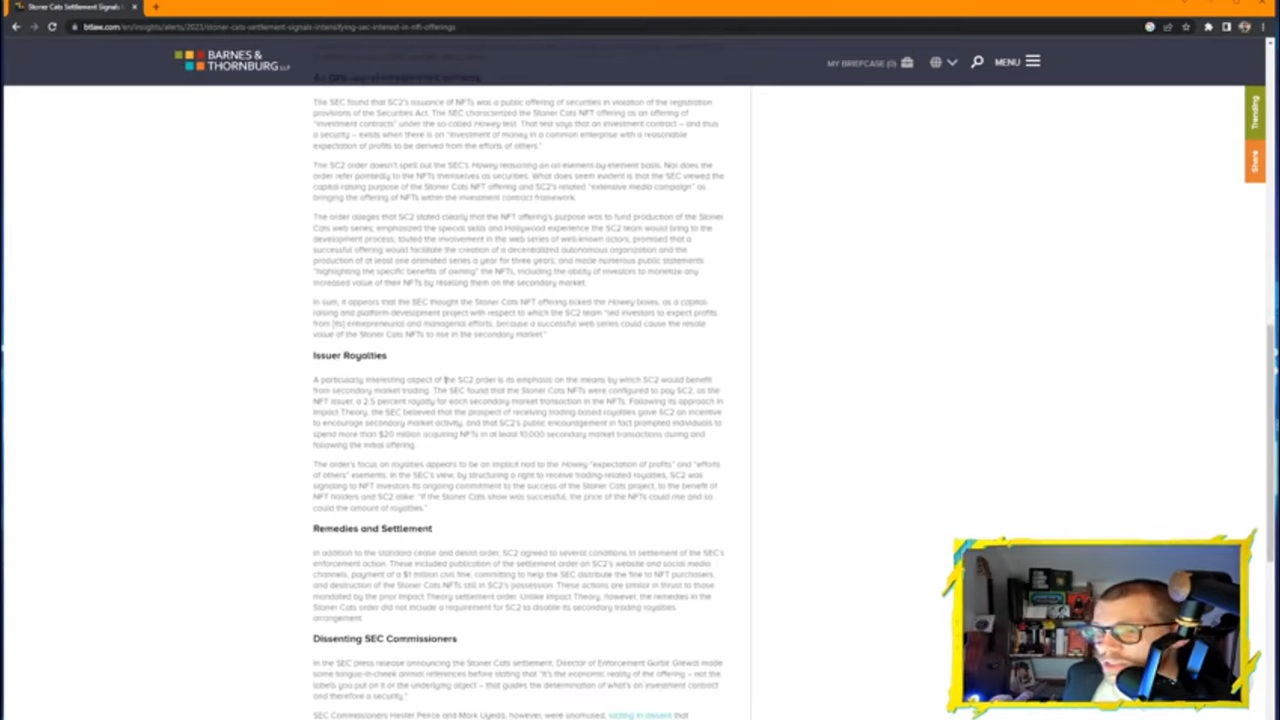 Stoner Cats Settlement Signals
btlaw.com/en/insights/alerts/2023/stoner-cats-settlement-signals-intensifying-sec-interest-in-nft-offerings
BARNES &
THORNBURG LLP
MY BRIEFCASE (0)
MENU
Trending
Share
The SEC found that SC2's issuance of NFTs was a public offering of securities in violation of the registration
provisions of the Securities Act. The SEC characterized the Stoner Cats NFT offering as an offering of
"investment contracts" under the so-called Howey test. That test says that an investment contract – and thus
a security – exists when there is an "investment of money in a common enterprise with a reasonable
expectation of profits to be derived from the efforts of others."
The SC2 order doesn't spell out the SEC's Howey reasoning on an element-by-element basis. Nor does the
order refer pointedly to the NFTs themselves as securities. What does seem evident is that the SEC viewed the
capital-raising purpose of the Stoner Cats NFT offering and SC2's related "extensive media campaign" as
bringing the offering of NFTs within the investment contract framework.
The order alleges that SC2 stated clearly that the NFT offering's purpose was to fund production of the Stoner
Cats web series; emphasized the special skills and Hollywood experience the SC2 team would bring to the
development process; touted the involvement in the web series of well-known actors; promised that a
successful offering would facilitate the creation of a decentralized autonomous organization and the
production of at least one animated series a year for three years; and made numerous public statements
"highlighting the specific benefits of owning" the NFTs, including the ability of investors to monetize any
increased value of their NFTs by reselling them on the secondary market.
In sum, it appears that the SEC thought the Stoner Cats NFT offering ticked the Howey boxes, as a capital-
raising and platform-development project with respect to which the SC2 team "led investors to expect profits
from [its] entrepreneurial and managerial efforts, because a successful web series could cause the resale
value of the Stoner Cats NFTs to rise in the secondary market."
Issuer Royalties
A particularly interesting aspect of the SC2 order is its emphasis on the means by which SC2 would benefit
from secondary market trading. The SEC found that the Stoner Cats NFTs were configured to pay SC2, as the
NFT issuer, a 2.5 percent royalty for each secondary market transaction in the NFTs. Following its approach in
Impact Theory, the SEC believed that the prospect of receiving trading-based royalties gave SC2 an incentive
to encourage secondary market activity, and that SC2's public encouragement in fact prompted individuals to
spend more than $20 million acquiring NFTs in at least 10,000 secondary market transactions during and
following the initial offering.
The order's focus on royalties appears to be an implicit nod to the Howey "expectation of profits" and "efforts
of others" elements. In the SEC's view, by structuring a right to receive trading-related royalties, SC2 was
signaling to NFT investors its ongoing commitment to the success of the Stoner Cats project, to the benefit of
NFT holders and SC2 alike: "If the Stoner Cats show was successful, the price of the NFTs could rise and so
could the amount of royalties."
Remedies and Settlement
In addition to the standard cease and desist order, SC2 agreed to several conditions in settlement of the SEC's
enforcement action. These included publication of the settlement order on SC2's website and social media
channels, payment of a $1 million civil fine, committing to help the SEC distribute the fine to NFT purchasers,
and destruction of the Stoner Cats NFTs still in SC2's possession. These actions are similar in thrust to those
mandated by the prior Impact Theory settlement order. Unlike Impact Theory, however, the remedies in the
Stoner Cats order did not include a requirement for SC2 to disable its secondary trading royalties
arrangement.
Dissenting SEC Commissioners
In the SEC press release announcing the Stoner Cats settlement, Director of Enforcement Gurbir Grewal made
some tongue-in-cheek animal references before stating that "it's the economic reality of the offering – not the
labels you put on it or the underlying object – that guides the determination of what's an investment contract
and therefore a security."
SEC Commissioners Hester Peirce and Mark Uyeda, however, were unamused, stating in dissent that